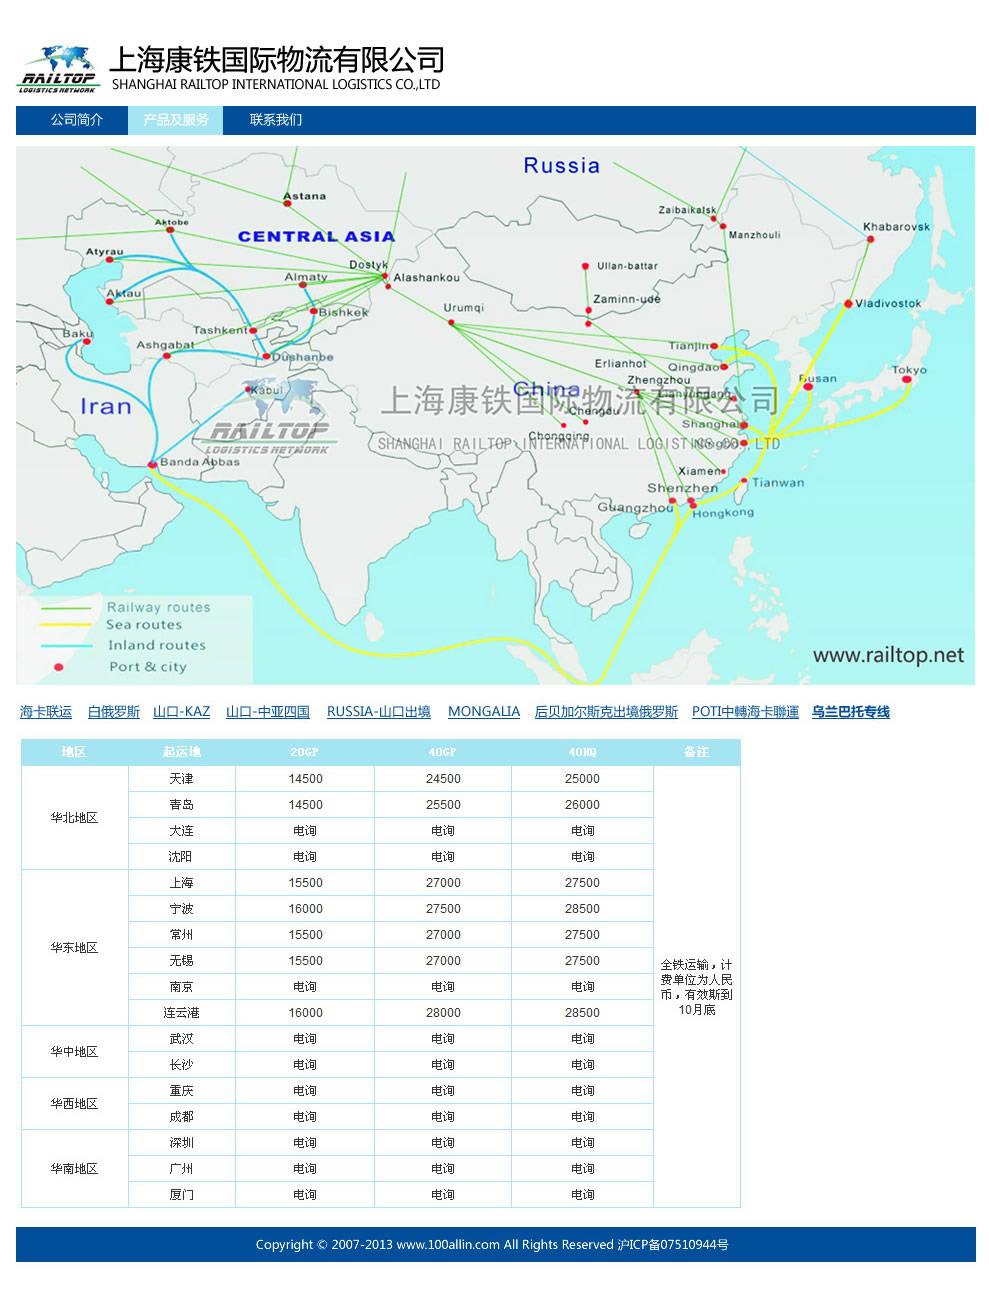 上海康铁国际物流有限公司
RAILTOP
LOGISTICS NETWORK
SHANGHAI RAILTOP INTERNATIONAL LOGISTICS CO.,LTD
公司简介 产品及服务 联系我们
Russia
Astana
Zaibaikalsk
Aktobe
Khabarovsk
CENTRAL ASIA
Manzhouli
Atyrau
Dostyk
Ullan-battar
Almaty
Alashankou
Aktau
Zaminn-ude
Vladivostok
Urumqi
Bishkek
Baku
Tashkent
Ashgabat
Tianjin
Dushanbe
Erlianhot
Qingdao
Tokyo
Zhengzhou
Busan
Kabul
China
Lianyungang
Iran
上海康铁国际物流有限公司
Chengdu
Shanghai
RAILTOP
Chongqing
SHANGHAI RAILTOP INTERNATIONAL LOGISTING CO., LTD
Ningbo
LOGISTICS NETWORK
Banda Abbas
Xiamen
Tianwan
Shenzhen
Guangzhou
Hongkong
Railway routes
Sea routes
Inland routes
Port & city
www.railtop.net
海卡联运 白俄罗斯 山口-KAZ 山口-中亚四国 RUSSIA-山口出境 MONGALIA 后贝加尔斯克出境俄罗斯 POTI中轉海卡聯運 乌兰巴托专线
地区 起运地 20GP 40GP 40HQ 备注
华北地区
天津 14500 24500 25000
青岛 14500 25500 26000
大连 电询 电询 电询
沈阳 电询 电询 电询
华东地区
上海 15500 27000 27500
宁波 16000 27500 28500
常州 15500 27000 27500
无锡 15500 27000 27500
南京 电询 电询 电询
连云港 16000 28000 28500
全铁运输，计
费单位为人民
币，有效斯到
10月底
华中地区
武汉 电询 电询 电询
长沙 电询 电询 电询
华西地区
重庆 电询 电询 电询
成都 电询 电询 电询
华南地区
深圳 电询 电询 电询
广州 电询 电询 电询
厦门 电询 电询 电询
Copyright © 2007-2013 www.100allin.com All Rights Reserved 沪ICP备07510944号